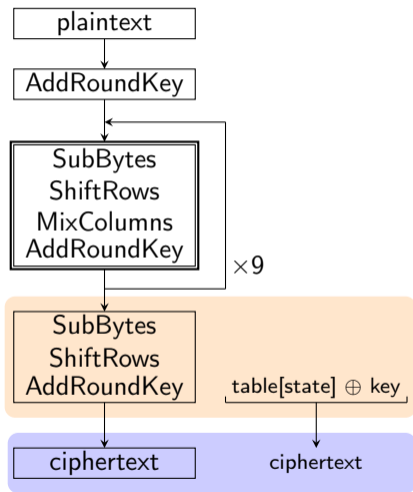 plaintext
AddRoundKey
SubBytes
ShiftRows
MixColumns
AddRoundKey
×9
SubBytes
ShiftRows
AddRoundKey
table[state] ⊕ key
ciphertext
ciphertext